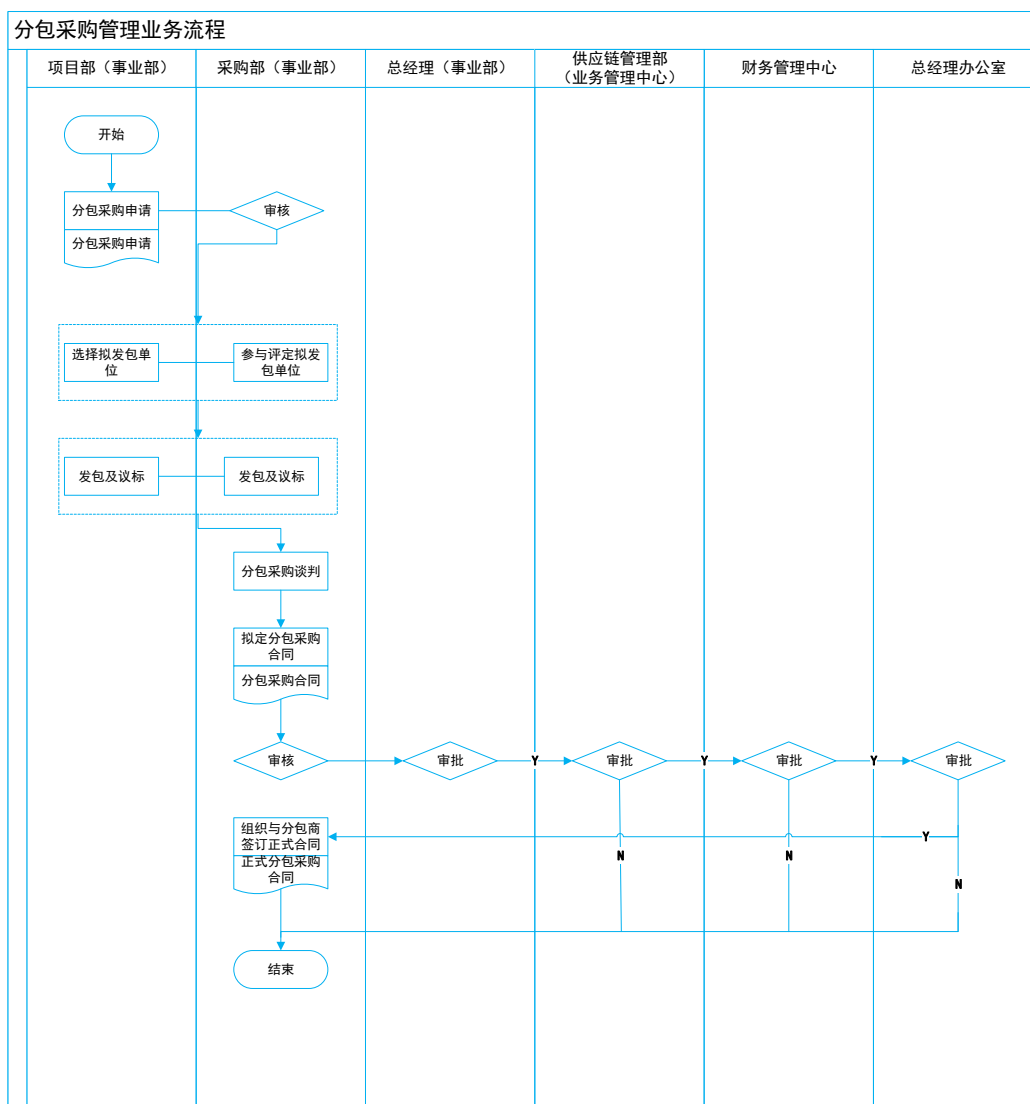 分包采购管理业务流程
项目部（事业部）
采购部（事业部）
总经理（事业部）
供应链管理部
（业务管理中心）
财务管理中心
总经理办公室
开始
分包采购申请
审核
分包采购申请
选择拟发包单
位
参与评定拟发
包单位
发包及议标
发包及议标
分包采购谈判
拟定分包采购
合同
分包采购合同
审核
审批
Y
审批
Y
审批
Y
审批
组织与分包商
签订正式合同
Y
正式分包采购
合同
N
N
N
结束